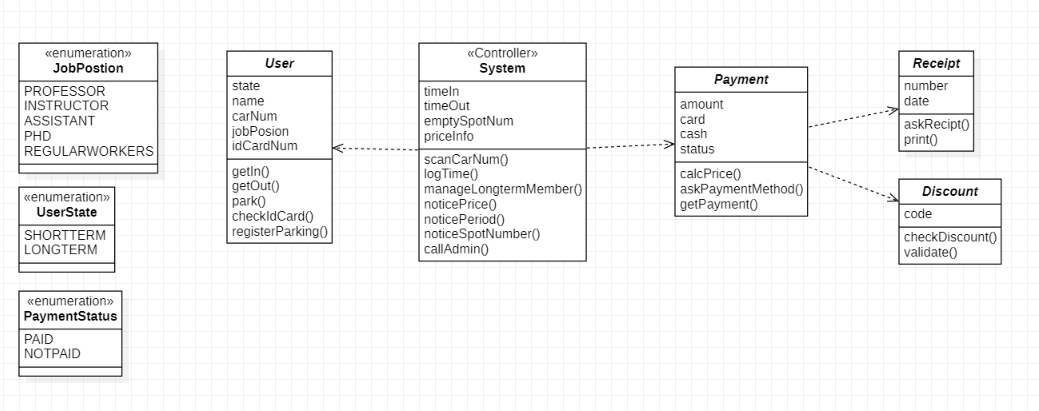 «enumeration»
JobPostion
PROFESSOR
INSTRUCTOR
ASSISTANT
PHD
REGULARWORKERS
«enumeration»
UserState
SHORTTERM
LONGTERM
«enumeration»
PaymentStatus
PAID
NOTPAID
User
state
name
carNum
jobPosion
idCardNum
getIn()
getOut()
park()
checkIdCard()
registerParking()
«Controller»
System
timeIn
timeOut
emptySpotNum
priceInfo
scanCarNum()
logTime()
manageLongtermMember()
noticePrice()
noticePeriod()
noticeSpotNumber()
callAdmin()
Payment
amount
card
cash
status
calcPrice()
askPaymentMethod()
getPayment()
Receipt
number
date
askRecipt()
print()
Discount
code
checkDiscount()
validate()